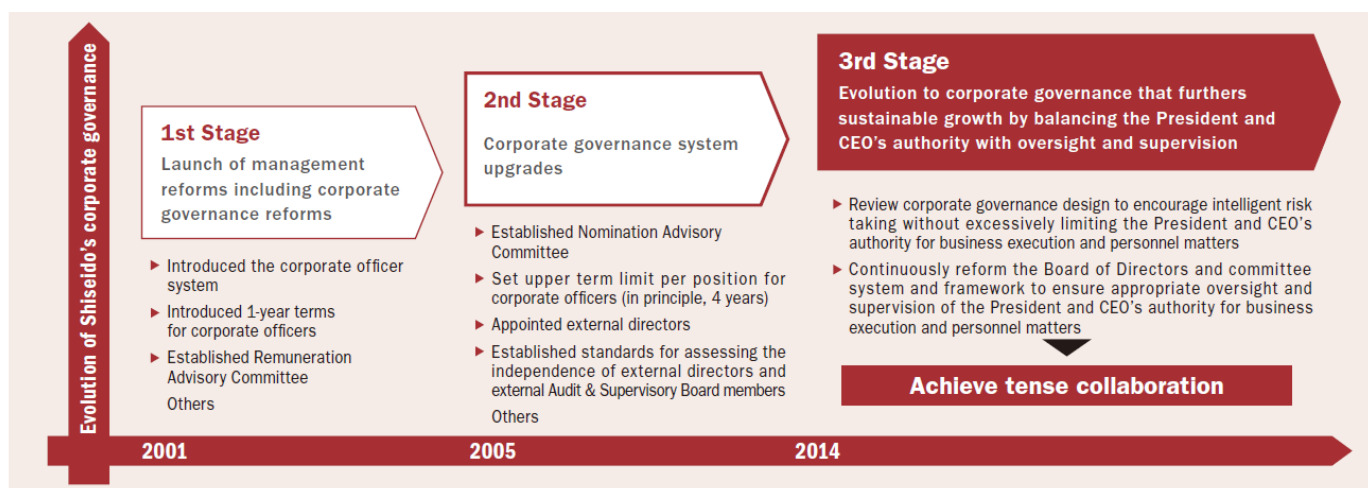 Evolution of Shiseido's corporate governance
1st Stage
Launch of management
reforms including corporate
governance reforms
▶ Introduced the corporate officer
system
▶ Introduced 1-year terms
for corporate officers
▶ Established Remuneration
Advisory Committee
Others
2nd Stage
Corporate governance system
upgrades
▶ Established Nomination Advisory
Committee
▶ Set upper term limit per position for
corporate officers (in principle, 4 years)
▶ Appointed external directors
▶ Established standards for assessing the
independence of external directors and
external Audit & Supervisory Board members
Others
3rd Stage
Evolution to corporate governance that furthers
sustainable growth by balancing the President and
CEO's authority with oversight and supervision
▶ Review corporate governance design to encourage intelligent risk
taking without excessively limiting the President and CEO's
authority for business execution and personnel matters
▶ Continuously reform the Board of Directors and committee
system and framework to ensure appropriate oversight and
supervision of the President and CEO's authority for business
execution and personnel matters
Achieve tense collaboration
2001
2005
2014